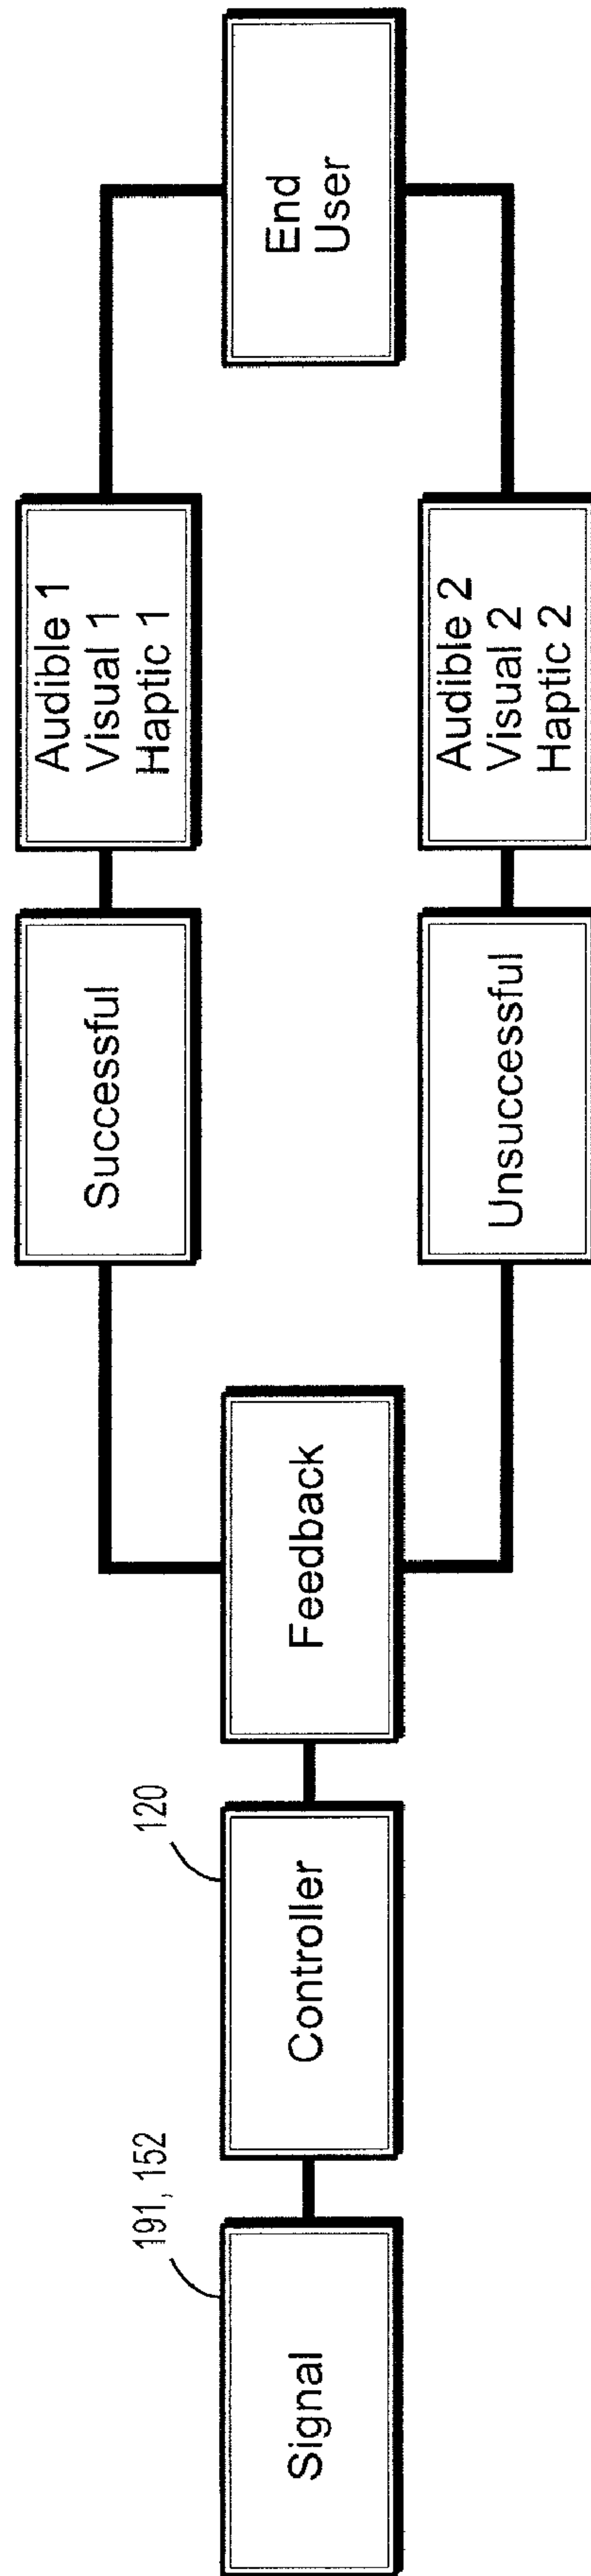 191, 152
Signal
120
Controller
Feedback
Successful
Audible 1
Visual 1
Haptic 1
Unsuccessful
Audible 2
Visual 2
Haptic 2
End
User